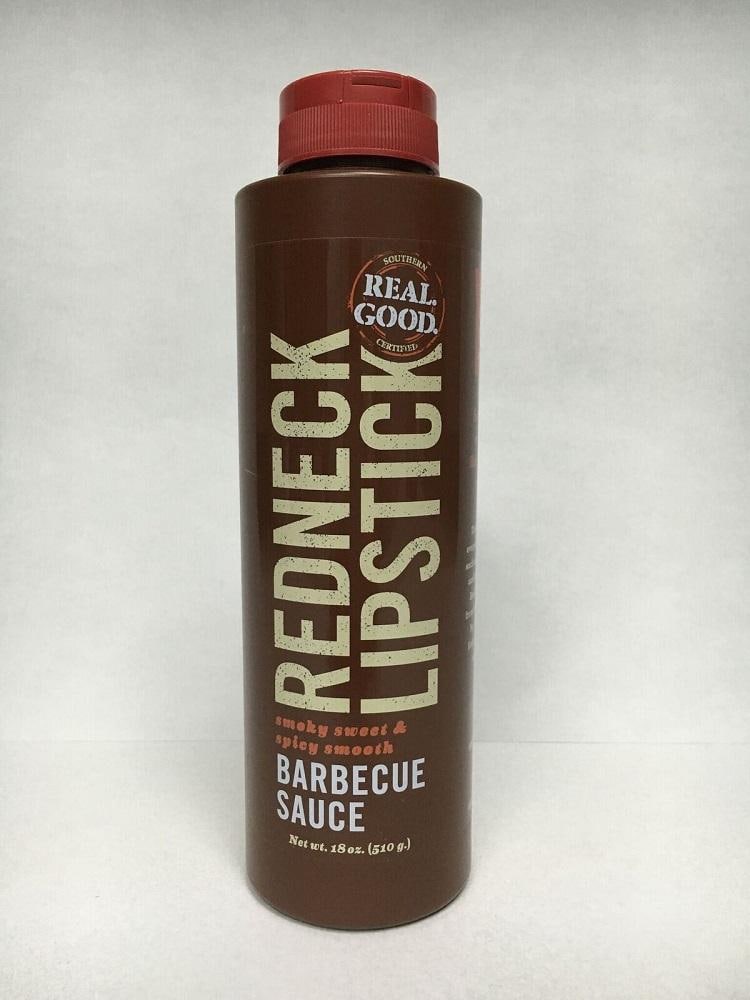 SOUTHERN
REAL.
GOOD.
CERTIFIED
REDNECK
LIPSTICK
smoky sweet &
spicy smooth
BARBECUE
SAUCE
Net wt. 18 oz. (510 g.)